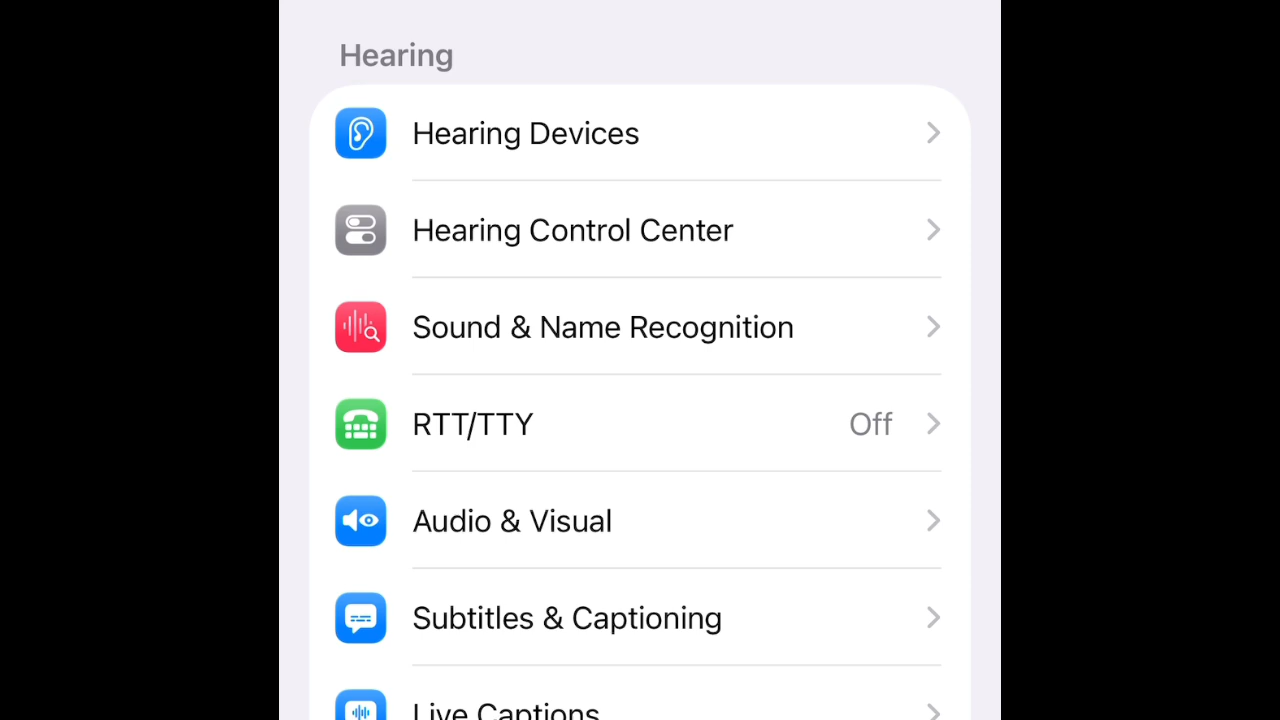 Hearing
Hearing Devices
Hearing Control Center
Sound & Name Recognition
RTT/TTY Off
Audio & Visual
Subtitles & Captioning
Live Captions